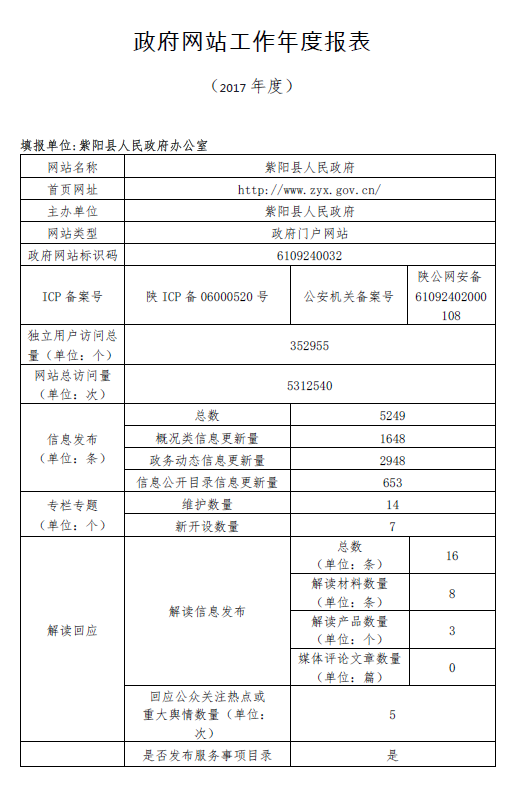 政府网站工作年度报表
（2017 年度）
填报单位:紫阳县人民政府办公室
网站名称 紫阳县人民政府
首页网址 http://www.zyx.gov.cn/
主办单位 紫阳县人民政府
网站类型 政府门户网站
政府网站标识码 6109240032
ICP 备案号 陕 ICP 备 06000520 号 公安机关备案号 陕公网安备
61092402000
108
独立用户访问总
量（单位：个） 352955
网站总访问量
（单位：次） 5312540
信息发布
（单位：条）
总数 5249
概况类信息更新量 1648
政务动态信息更新量 2948
信息公开目录信息更新量 653
专栏专题
（单位：个）
维护数量 14
新开设数量 7
解读回应
解读信息发布
总数
（单位：条） 16
解读材料数量
（单位：条） 8
解读产品数量
（单位：个） 3
媒体评论文章数量
（单位：篇） 0
回应公众关注热点或
重大舆情数量（单位：
次） 5
是否发布服务事项目录 是